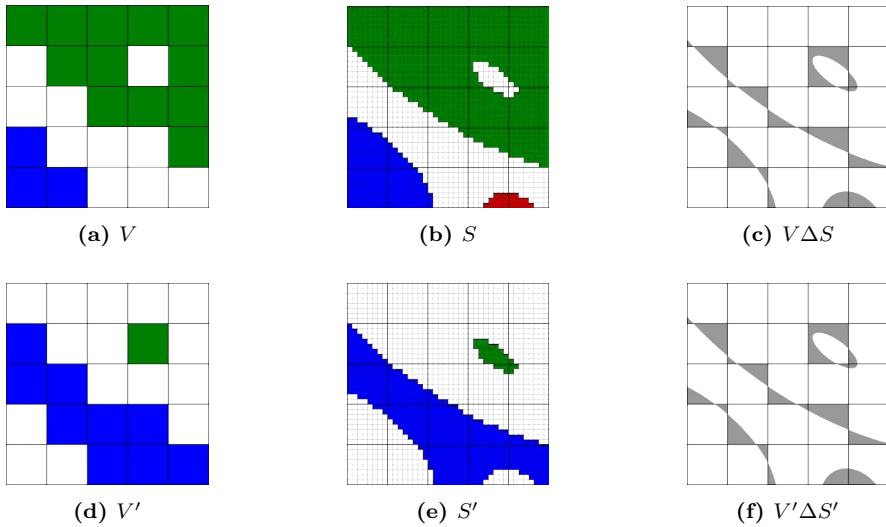 (a) V
(b) S
(c) VΔS
(d) V′
(e) S′
(f) V′ΔS′